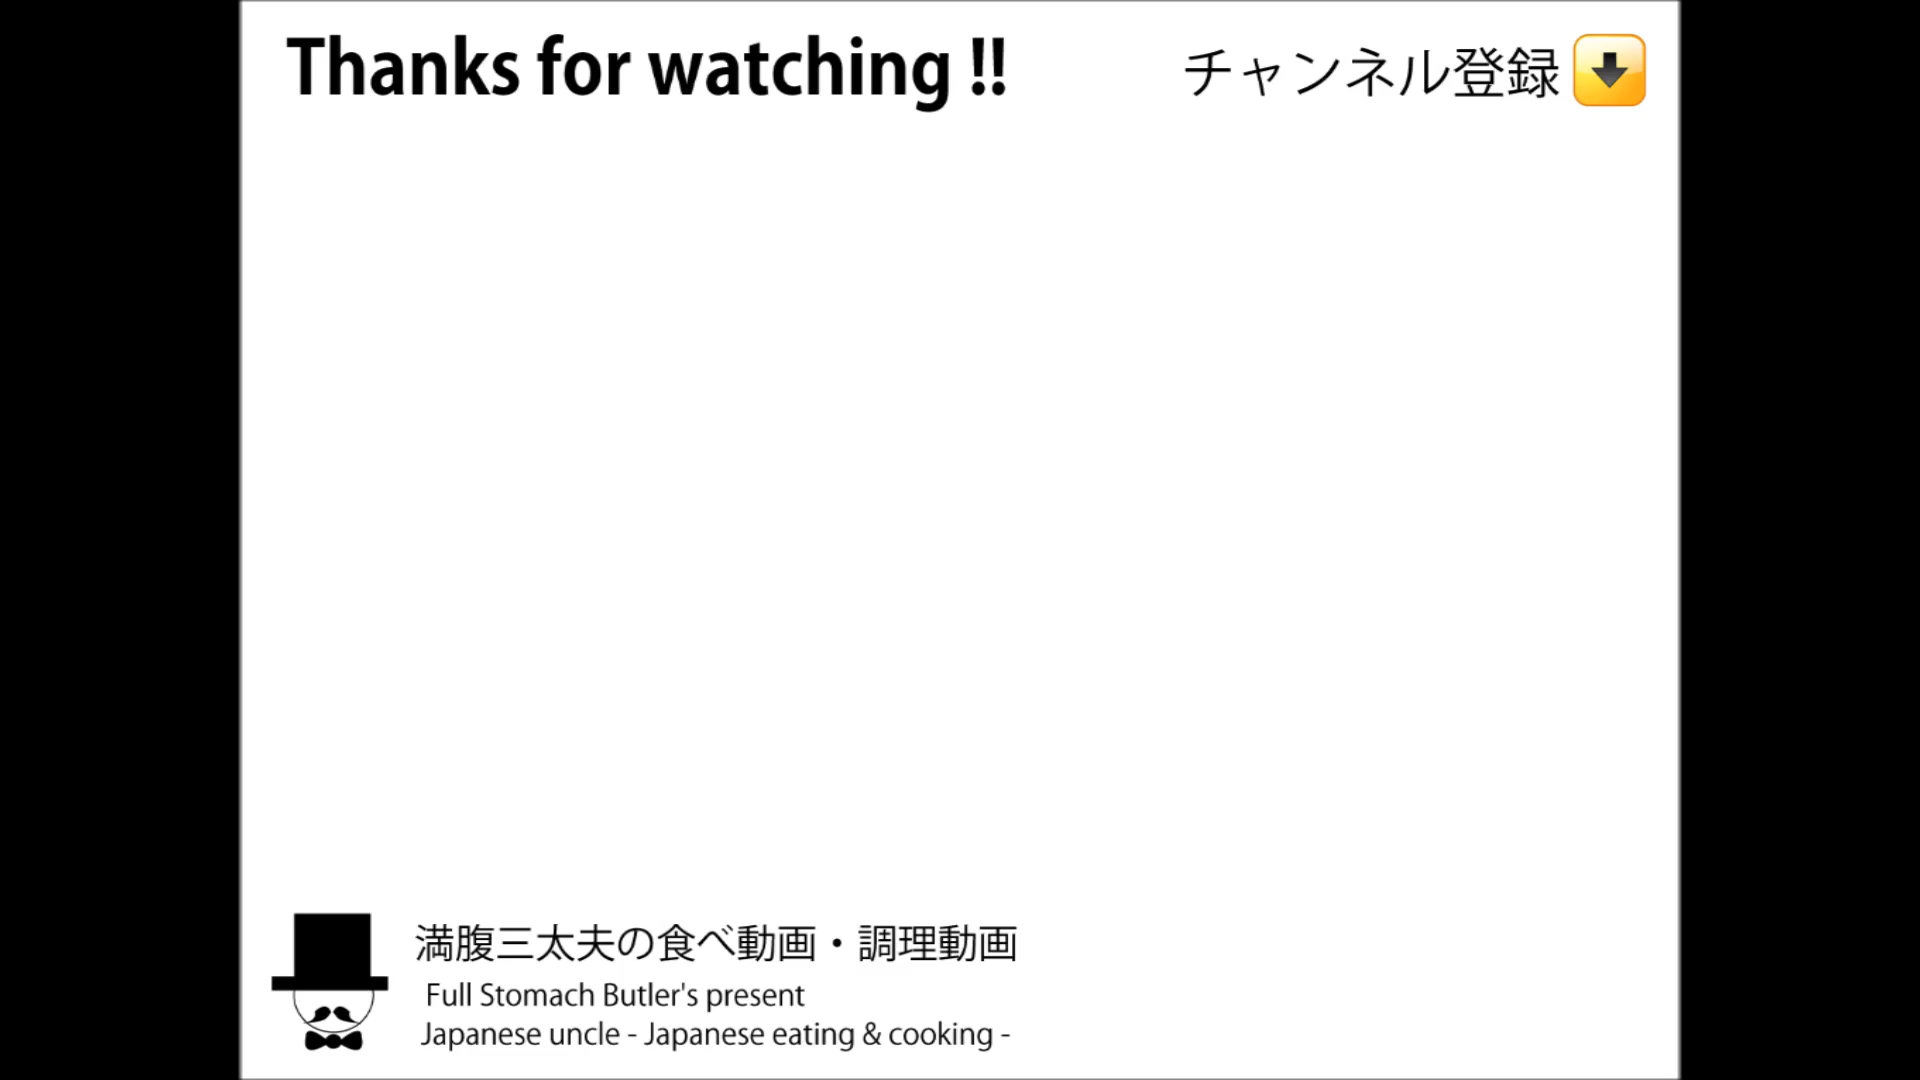 Thanks for watching !!
チャンネル登録
満腹三太夫の食べ動画・調理動画
Full Stomach Butler's present
Japanese uncle - Japanese eating & cooking -